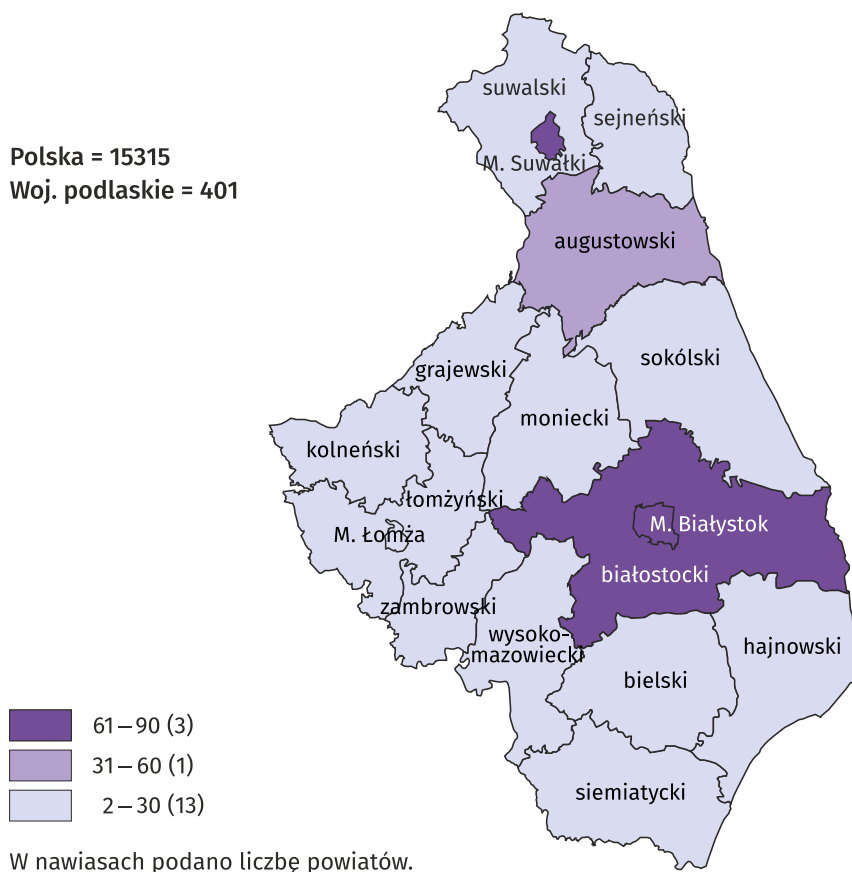 Polska = 15315
Woj. podlaskie = 401
suwalski
sejneński
M. Suwałki
augustowski
sokólski
grajewski
moniecki
kolneński
łomżyński
M. Łomża
M. Białystok
białostocki
zambrowski
wysoko-
mazowiecki
hajnowski
bielski
siemiatycki
61–90 (3)
31–60 (1)
2–30 (13)
W nawiasach podano liczbę powiatów.